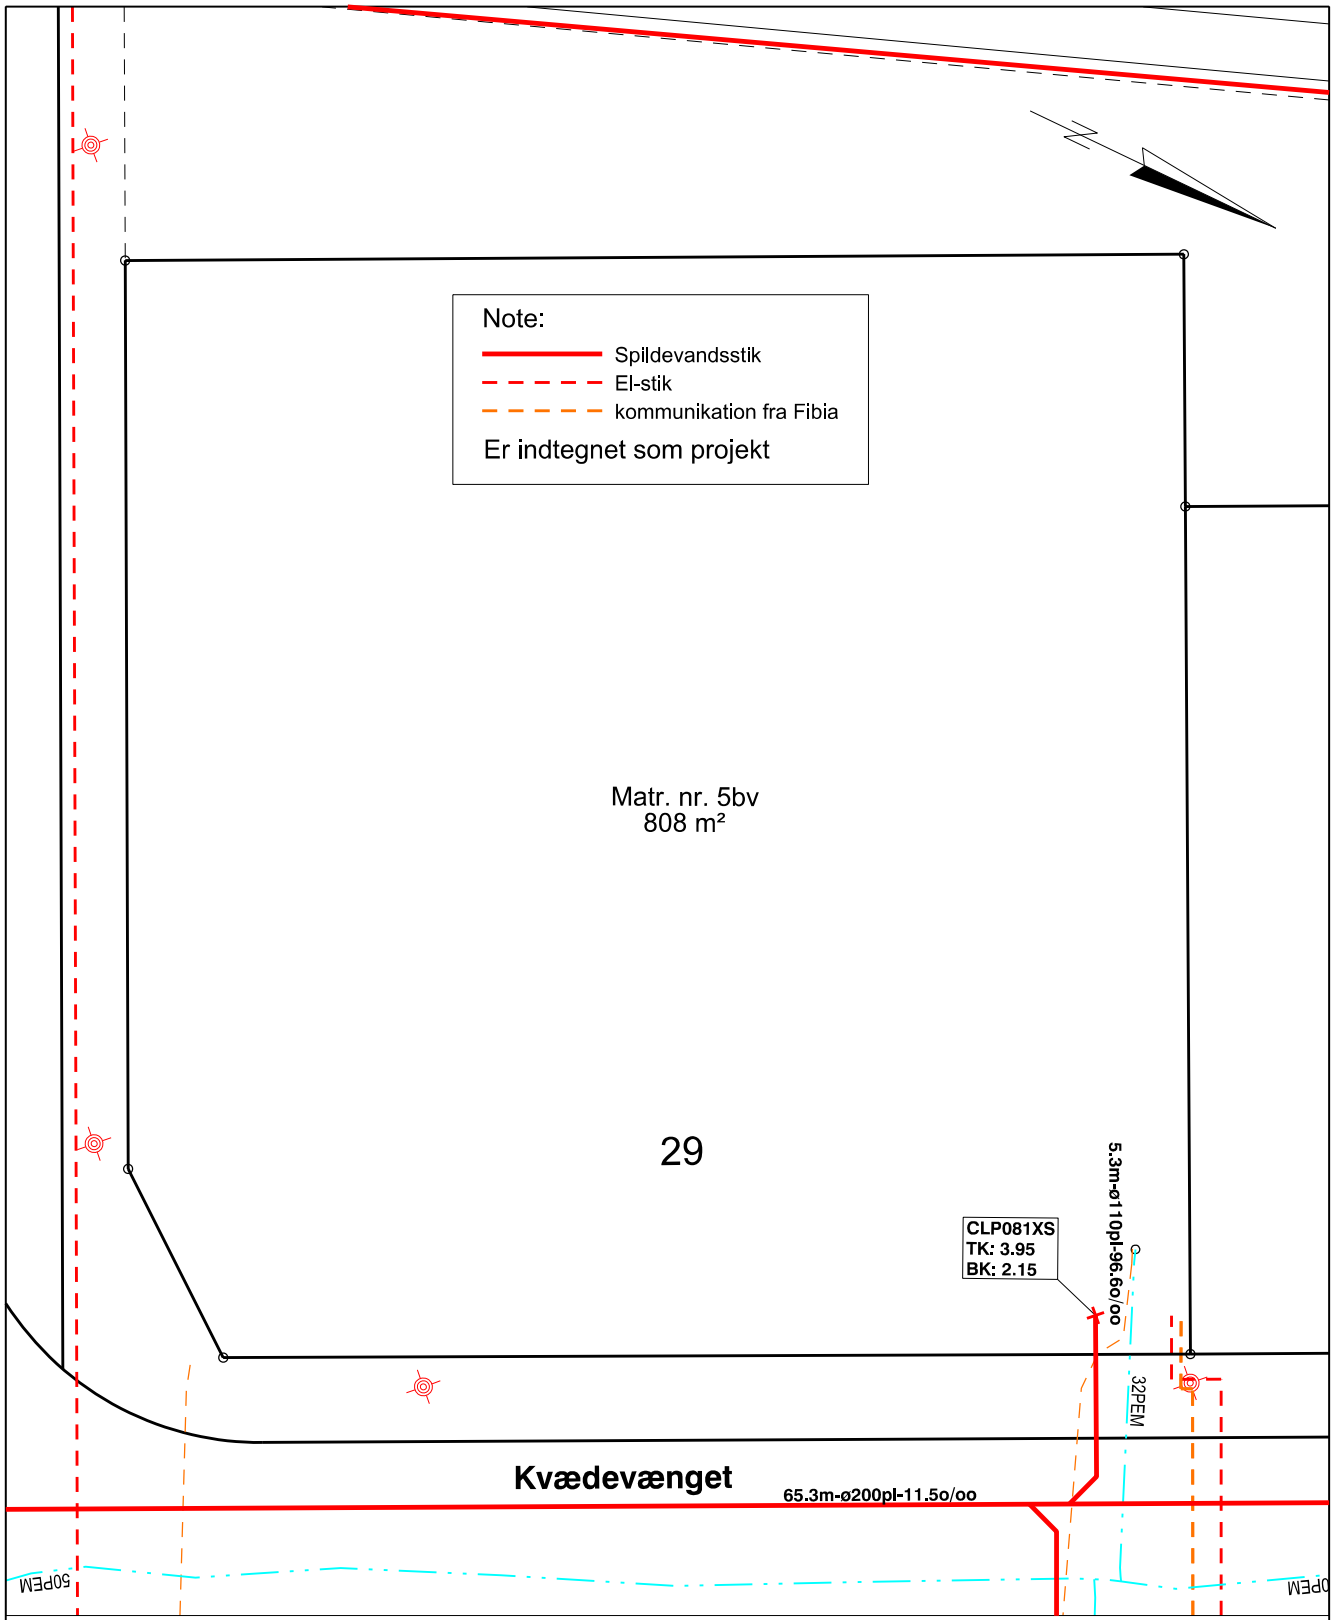 N
Note:
Spildevandsstik
El-stik
kommunikation fra Fibia
Er indtegnet som projekt
Matr. nr. 5bv
808 m²
29
5.3m-ø110pl-96.6o/oo
CLP081XS
TK: 3.95
BK: 2.15
32PEM
Kvædevænget
65.3m-ø200pl-11.5o/oo
50PEM
0PEM